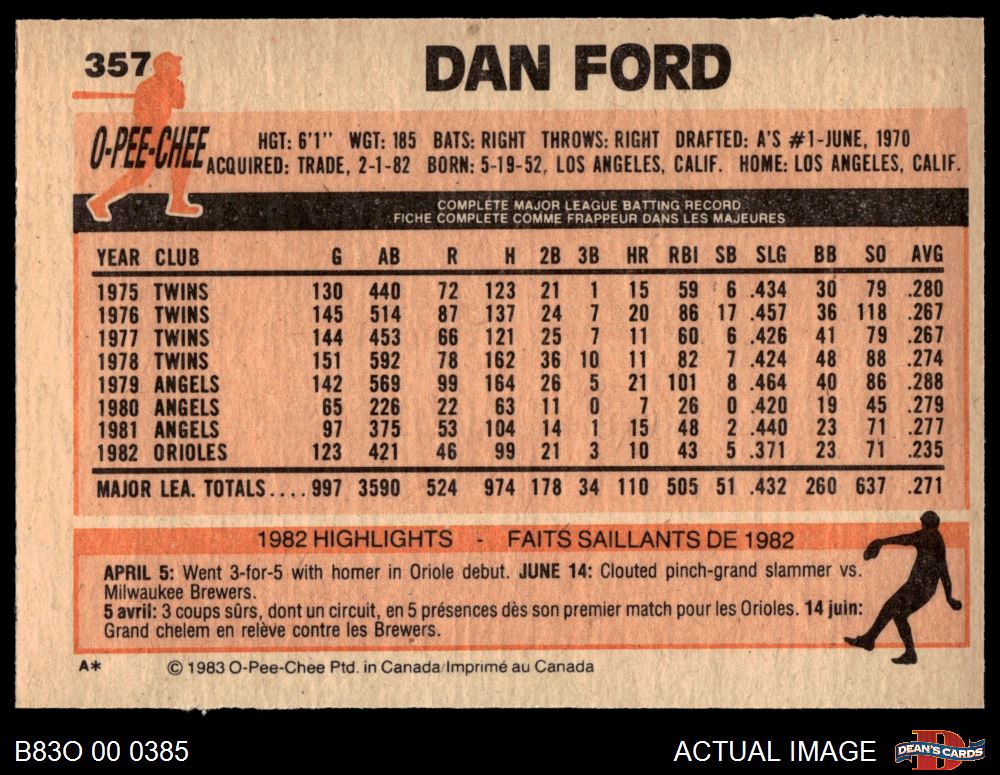 357
DAN FORD
O-PEE-CHEE
HGT: 6'1" WGT: 185 BATS: RIGHT THROWS: RIGHT DRAFTED: A'S #1-JUNE, 1970
ACQUIRED: TRADE, 2-1-82 BORN: 5-19-52, LOS ANGELES, CALIF. HOME: LOS ANGELES, CALIF.
COMPLETE MAJOR LEAGUE BATTING RECORD
FICHE COMPLETE COMME FRAPPEUR DANS LES MAJEURES
YEAR CLUB G AB R H 2B 3B HR RBI SB SLG BB SO AVG
1975 TWINS 130 440 72 123 21 1 15 59 6 .434 30 79 .280
1976 TWINS 145 514 87 137 24 7 20 86 17 .457 36 118 .267
1977 TWINS 144 453 66 121 25 7 11 60 6 .426 41 79 .267
1978 TWINS 151 592 78 162 36 10 11 82 7 .424 48 88 .274
1979 ANGELS 142 569 99 164 26 5 21 101 8 .464 40 86 .288
1980 ANGELS 65 226 22 63 11 0 7 26 0 .420 19 45 .279
1981 ANGELS 97 375 53 104 14 1 15 48 2 .440 23 71 .277
1982 ORIOLES 123 421 46 99 21 3 10 43 5 .371 23 71 .235
MAJOR LEA. TOTALS.... 997 3590 524 974 178 34 110 505 51 .432 260 637 .271
1982 HIGHLIGHTS - FAITS SAILLANTS DE 1982
APRIL 5: Went 3-for-5 with homer in Oriole debut. JUNE 14: Clouted pinch-grand slammer vs.
Milwaukee Brewers.
5 avril: 3 coups sûrs, dont un circuit, en 5 présences dès son premier match pour les Orioles. 14 juin:
Grand chelem en relève contre les Brewers.
A* © 1983 O-Pee-Chee Ptd. in Canada/Imprimé au Canada
B83O 00 0385
ACTUAL IMAGE
DEAN'S CARDS